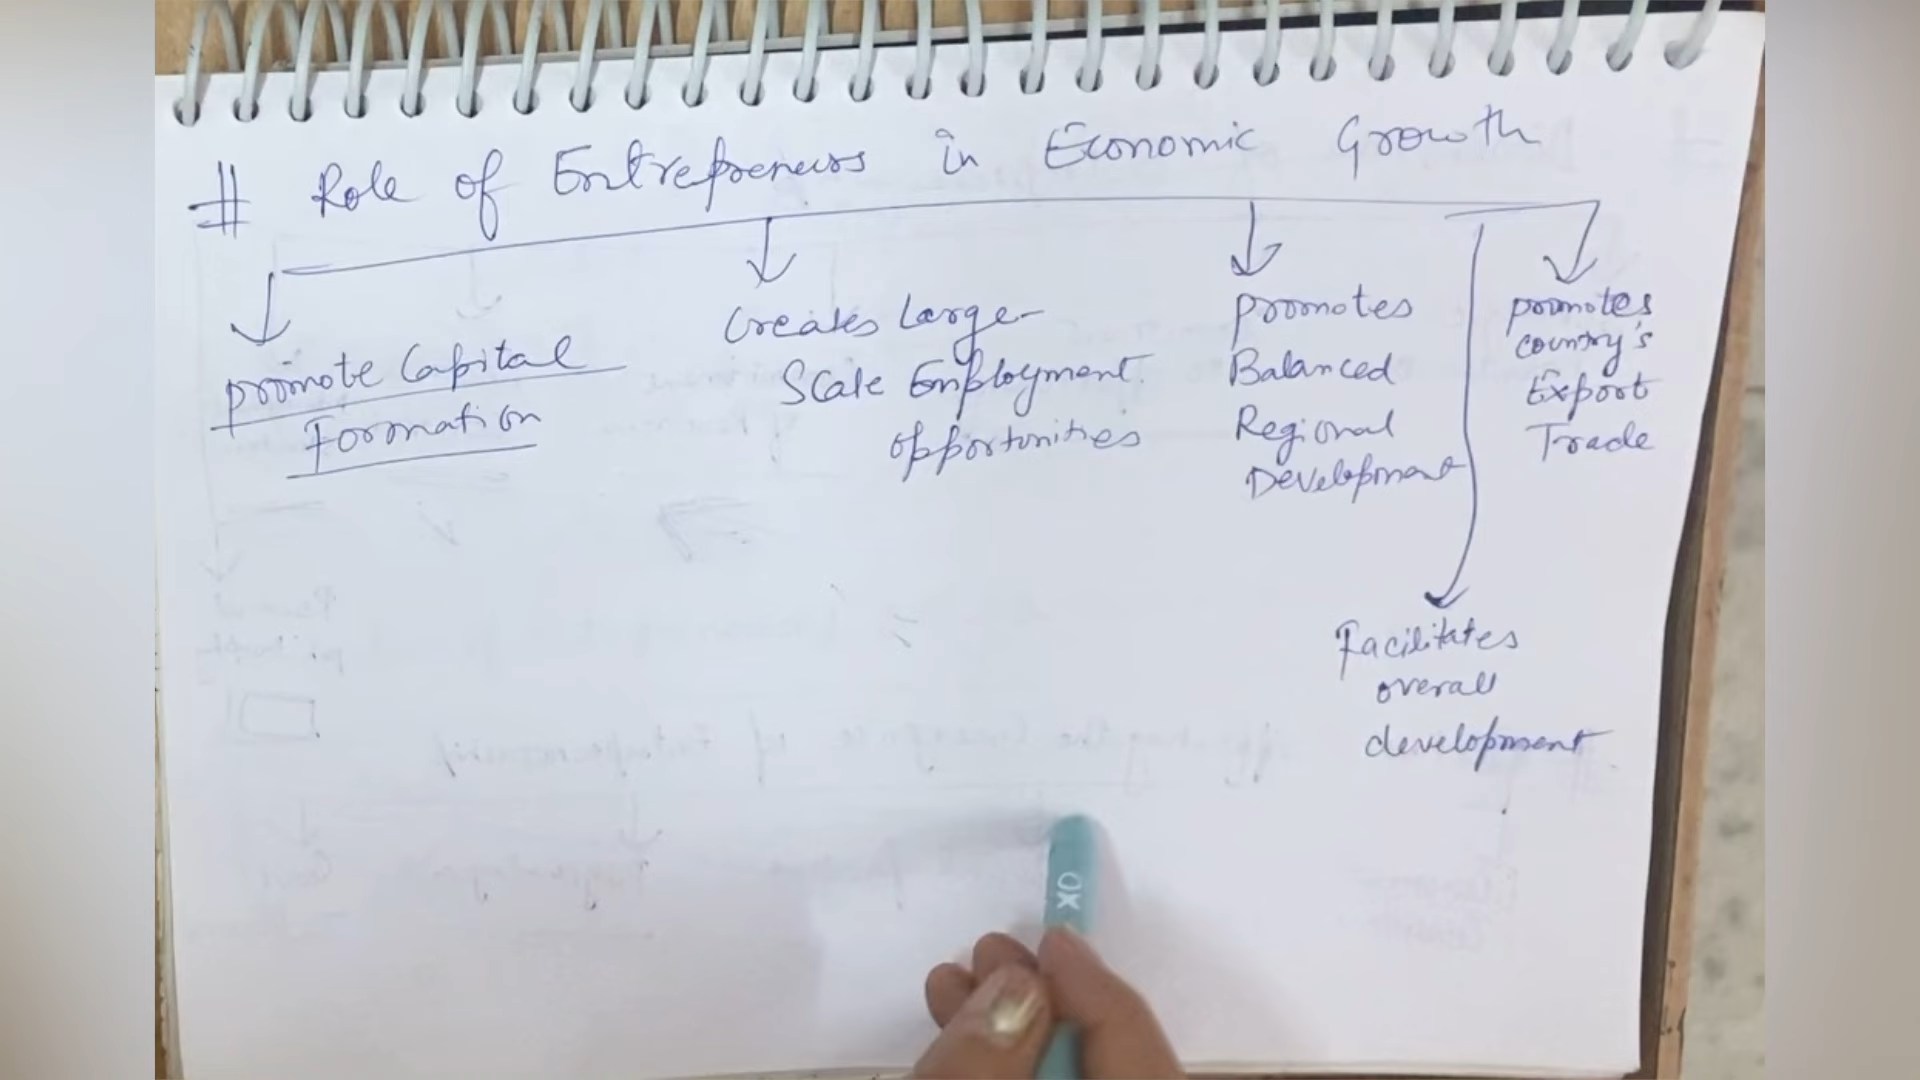 # Role of Entrepreneurs in Economic Growth
promote Capital
Formation
Creates Large-
Scale Employment
opportunities
promotes
Balanced
Regional
Development
promotes
country's
Export
Trade
Facilitates
overall
development
OX